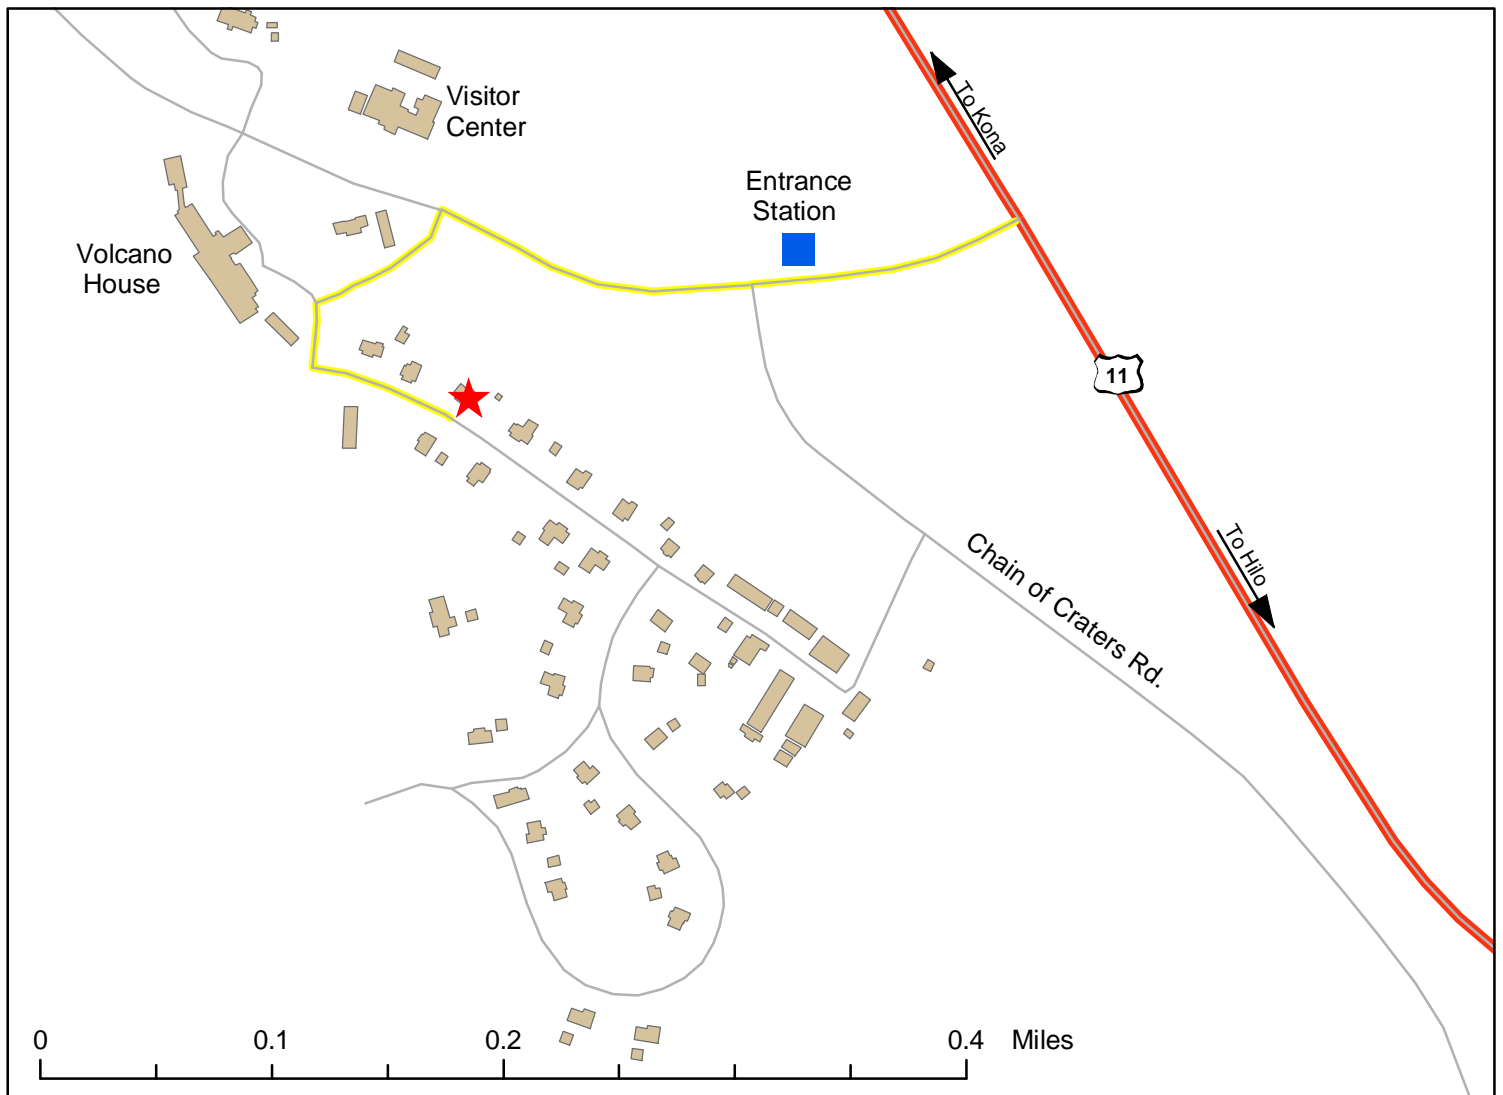 Visitor
Center
To Kona
Entrance
Station
Volcano
House
11
To Hilo
Chain of Craters Rd.
0 0.1 0.2 0.4 Miles